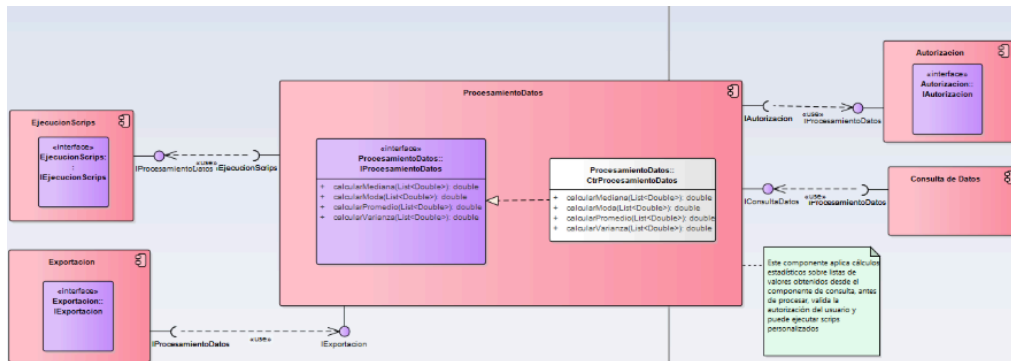 Autorizacion
«interface»
Autorizacion::
IAutorizacion
ProcesamientoDatos
IAutorizacion
«use»
IProcesamientoDatos
EjecucionScrips
«interface»
EjecucionScrips:
:
IEjecucionScrips
IProcesamientoDatos
«use»
IEjecucionScrips
«interface»
ProcesamientoDatos::
IProcesamientoDatos
+ calcularMediana(List<Double>): double
+ calcularModa(List<Double>): double
+ calcularPromedio(List<Double>): double
+ calcularVarianza(List<Double>): double
ProcesamientoDatos::
CtrProcesamientoDatos
+ calcularMediana(List<Double>): double
+ calcularModa(List<Double>): double
+ calcularPromedio(List<Double>): double
+ calcularVarianza(List<Double>): double
Consulta de Datos
IConsultaDatos
«use»
IProcesamientoDatos
Exportacion
«interface»
Exportacion::
IExportacion
IProcesamientoDatos
«use»
IExportacion
Este componente aplica cálculos
estadísticos sobre listas de
valores obtenidos desde el
componente de consulta, antes
de procesar, valida la
autorización del usuario y
puede ejecutar scrips
personalizados